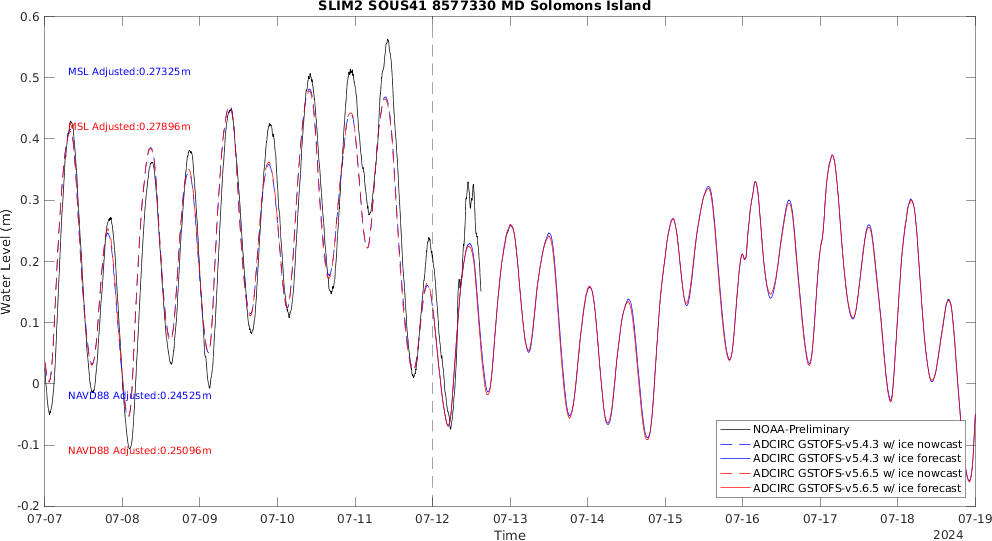 SLIM2 SOUS41 8577330 MD Solomons Island
0.6
0.5
0.4
0.3
0.2
0.1
0
-0.1
-0.2
Water Level (m)
MSL Adjusted:0.27325m
MSL Adjusted:0.27896m
NAVD88 Adjusted:0.24525m
NAVD88 Adjusted:0.25096m
NOAA-Preliminary
ADCIRC GSTOFS-v5.4.3 w/ ice nowcast
ADCIRC GSTOFS-v5.4.3 w/ ice forecast
ADCIRC GSTOFS-v5.6.5 w/ ice nowcast
ADCIRC GSTOFS-v5.6.5 w/ ice forecast
07-07 07-08 07-09 07-10 07-11 07-12 07-13 07-14 07-15 07-16 07-17 07-18 07-19
Time
2024